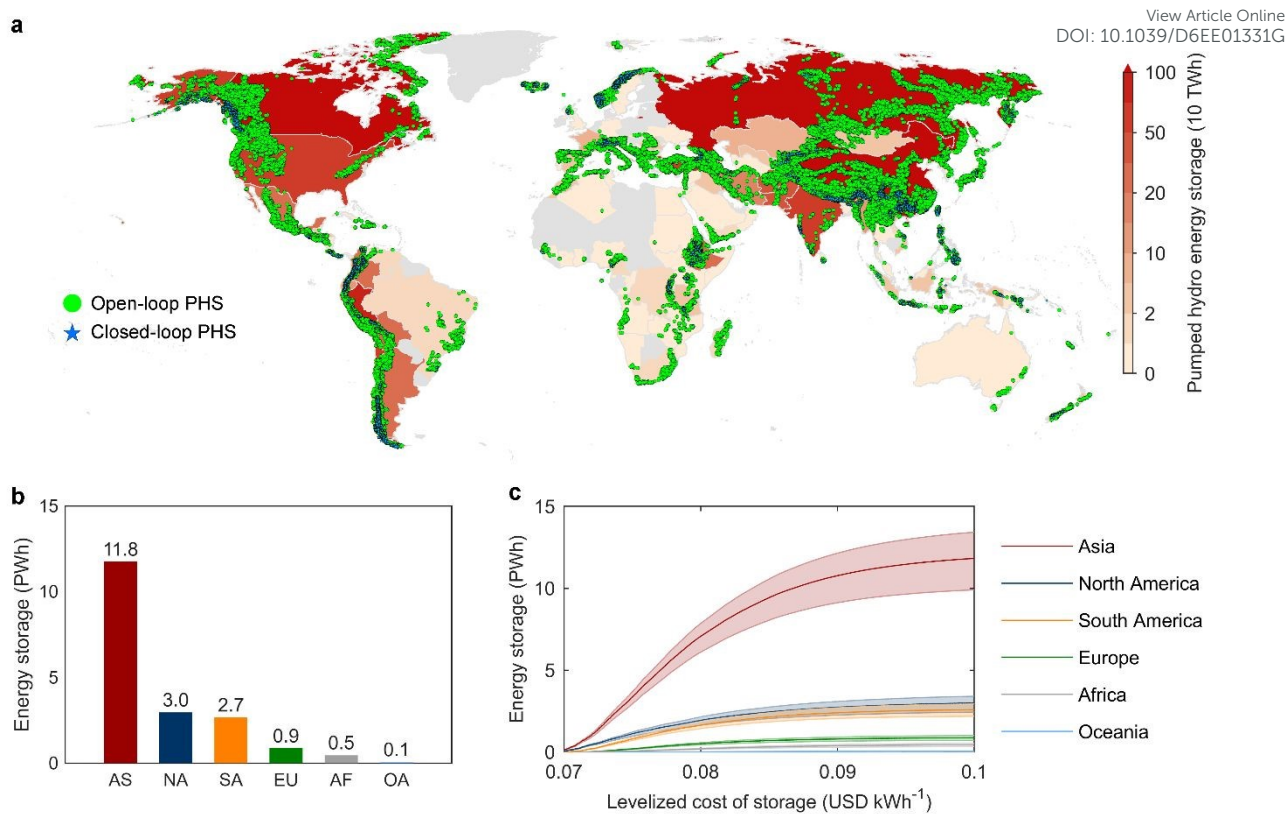 View Article Online
DOI: 10.1039/D6EE01331G
a
100
50
20
10
2
0
Pumped hydro energy storage (10 TWh)
Open-loop PHS
Closed-loop PHS
b
15
10
5
0
Energy storage (PWh)
11.8
3.0
2.7
0.9
0.5
0.1
AS NA SA EU AF OA
c
15
10
5
0
Energy storage (PWh)
0.07 0.08 0.09 0.1
Levelized cost of storage (USD kWh⁻¹)
Asia
North America
South America
Europe
Africa
Oceania